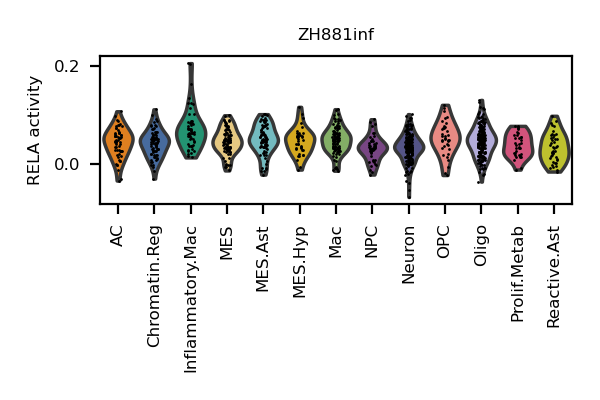 ZH881inf
RELA activity
0.2
0.0
AC
Chromatin.Reg
Inflammatory.Mac
MES
MES.Ast
MES.Hyp
Mac
NPC
Neuron
OPC
Oligo
Prolif.Metab
Reactive.Ast